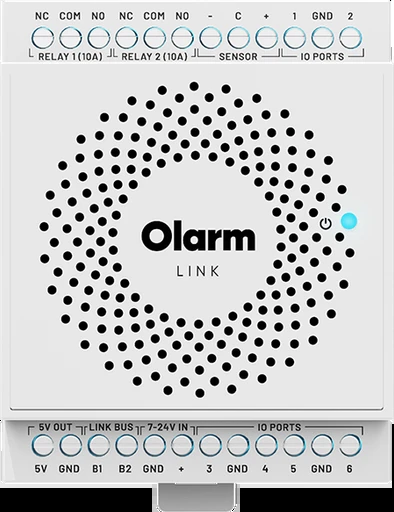 NC COM NO NC COM NO - C + 1 GND 2
RELAY 1 (10A) RELAY 2 (10A) SENSOR IO PORTS
Olarm
LINK
5V OUT LINK BUS 7-24V IN IO PORTS
5V GND B1 B2 GND + 3 GND 4 5 GND 6